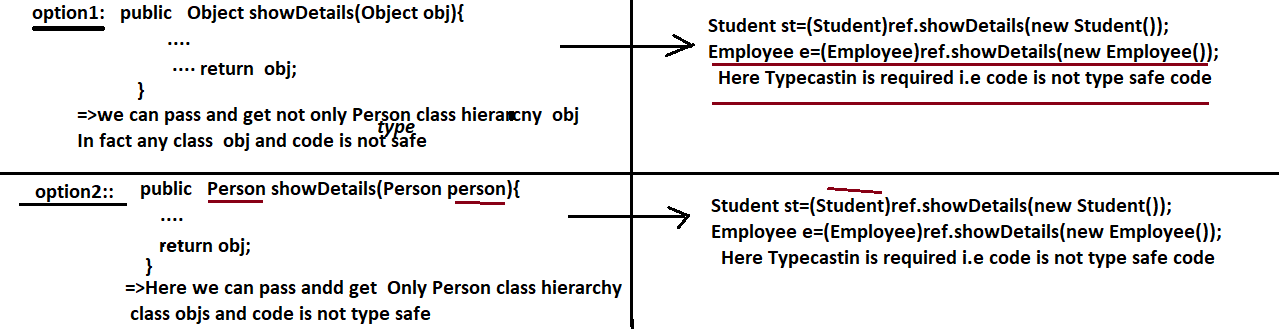 option1: public Object showDetails(Object obj){
....
.... return obj;
}
=>we can pass and get not only Person class hierarchy obj
type
In fact any class obj and code is not safe
Student st=(Student)ref.showDetails(new Student());
Employee e=(Employee)ref.showDetails(new Employee());
Here Typecastin is required i.e code is not type safe code
option2:: public Person showDetails(Person person){
....
return obj;
}
=>Here we can pass andd get Only Person class hierarchy
class objs and code is not type safe
Student st=(Student)ref.showDetails(new Student());
Employee e=(Employee)ref.showDetails(new Employee());
Here Typecastin is required i.e code is not type safe code